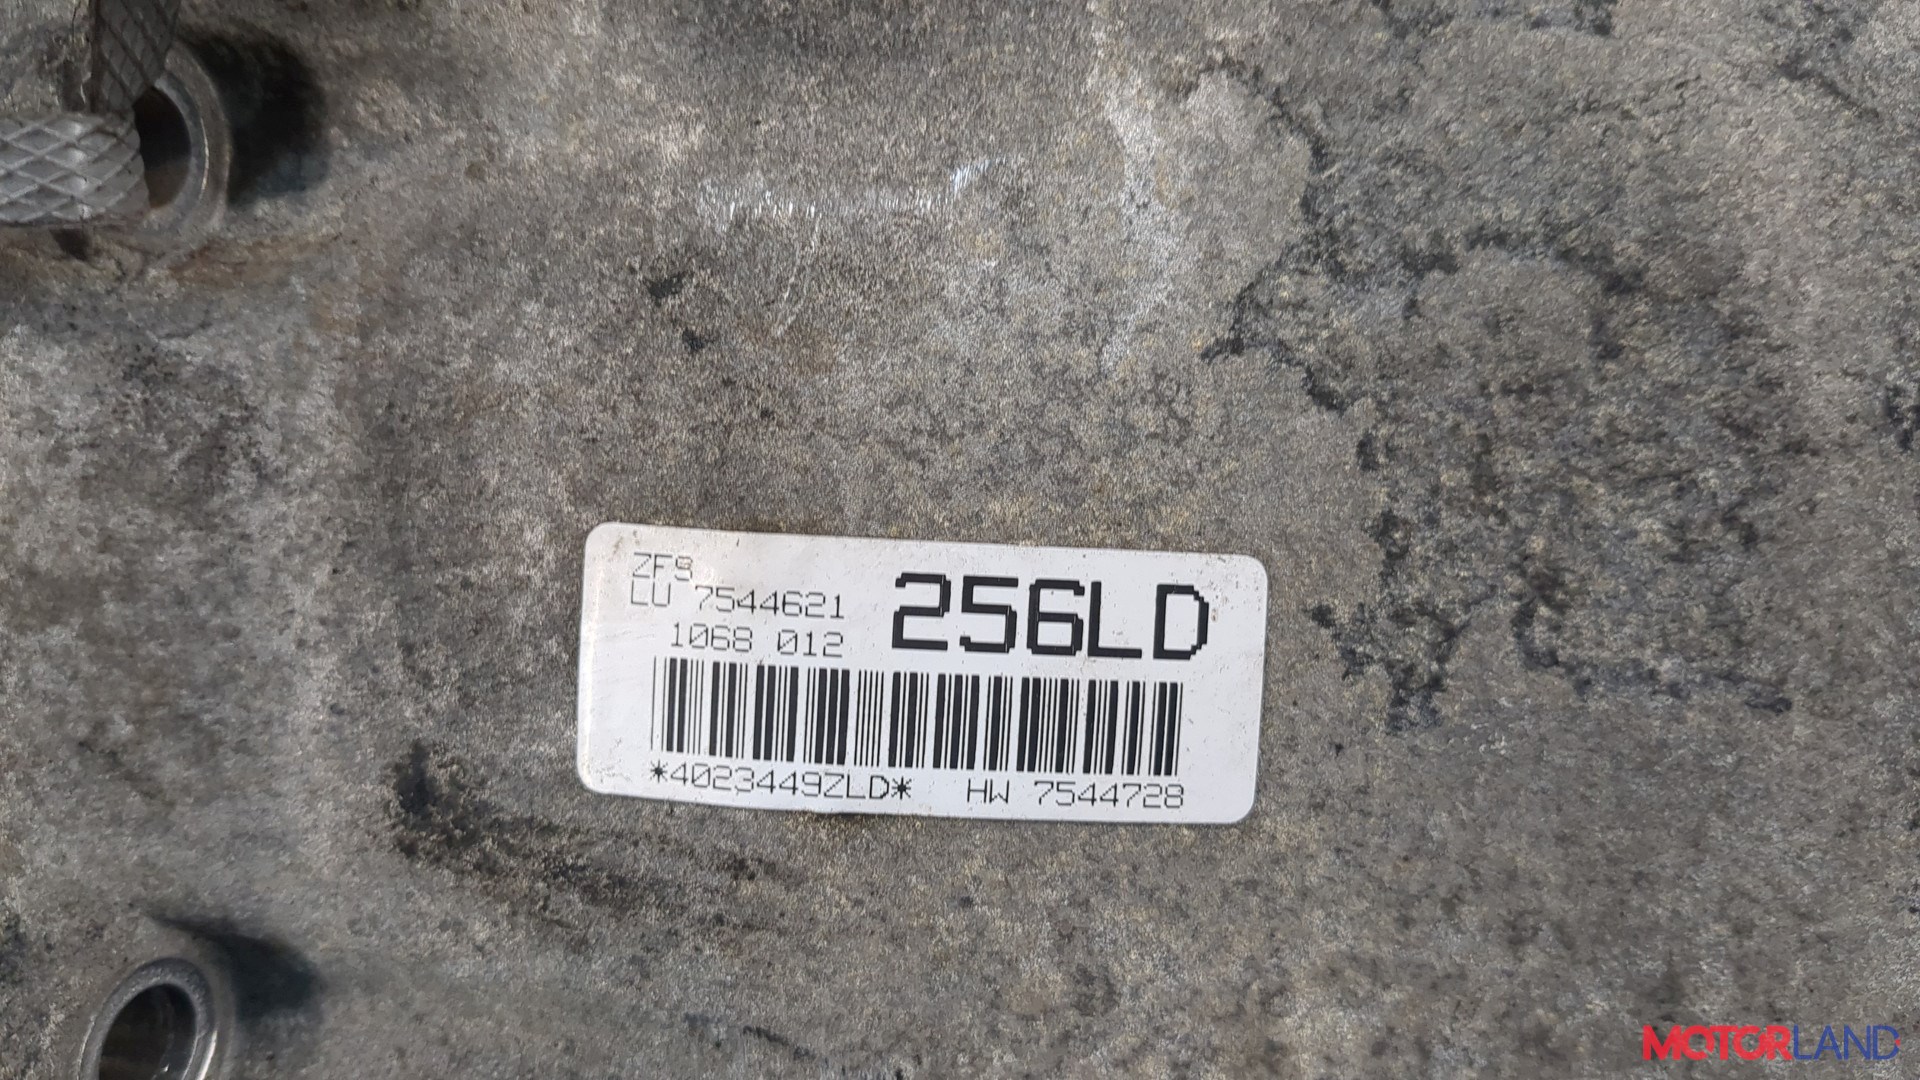 ZFS
LU 7544621
256LD
1068 012
*4023449ZLD* HW 7544728
MOTORLAND